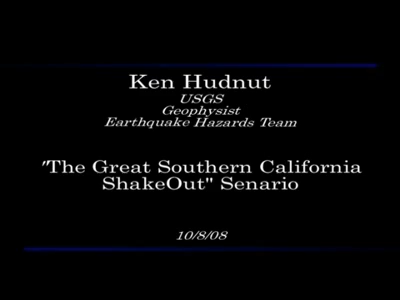 Ken Hudnut
USGS
Geophysist
Earthquake Hazards Team
"The Great Southern California
ShakeOut" Senario
10/8/08